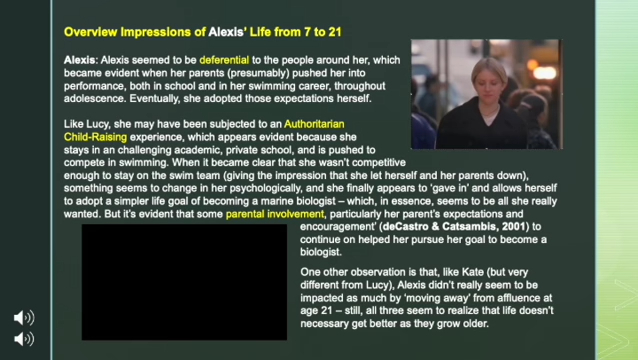 Overview Impressions of Alexis' Life from 7 to 21
Alexis: Alexis seemed to be deferential to the people around her, which
became evident when her parents (presumably) pushed her into
performance, both in school and in her swimming career, throughout
adolescence. Eventually, she adopted those expectations herself.
Like Lucy, she may have been subjected to an Authoritarian
Child-Raising experience, which appears evident because she
stays in an challenging academic, private school, and is pushed to
compete in swimming. When it became clear that she wasn't competitive
enough to stay on the swim team (giving the impression that she let herself and her parents down),
something seems to change in her psychologically, and she finally appears to 'gave in' and allows herself
to adopt a simpler life goal of becoming a marine biologist – which, in essence, seems to be all she really
wanted. But it's evident that some parental involvement, particularly her parent's expectations and
encouragement' (deCastro & Catsambis, 2001) to
continue on helped her pursue her goal to become a
biologist.
One other observation is that, like Kate (but very
different from Lucy), Alexis didn't really seem to be
impacted as much by 'moving away' from affluence at
age 21 – still, all three seem to realize that life doesn't
necessary get better as they grow older.